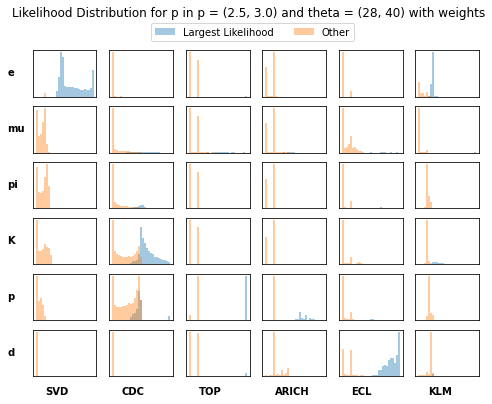 Likelihood Distribution for p in p = (2.5, 3.0) and theta = (28, 40) with weights
Largest Likelihood Other
e
mu
pi
K
p
d
SVD CDC TOP ARICH ECL KLM